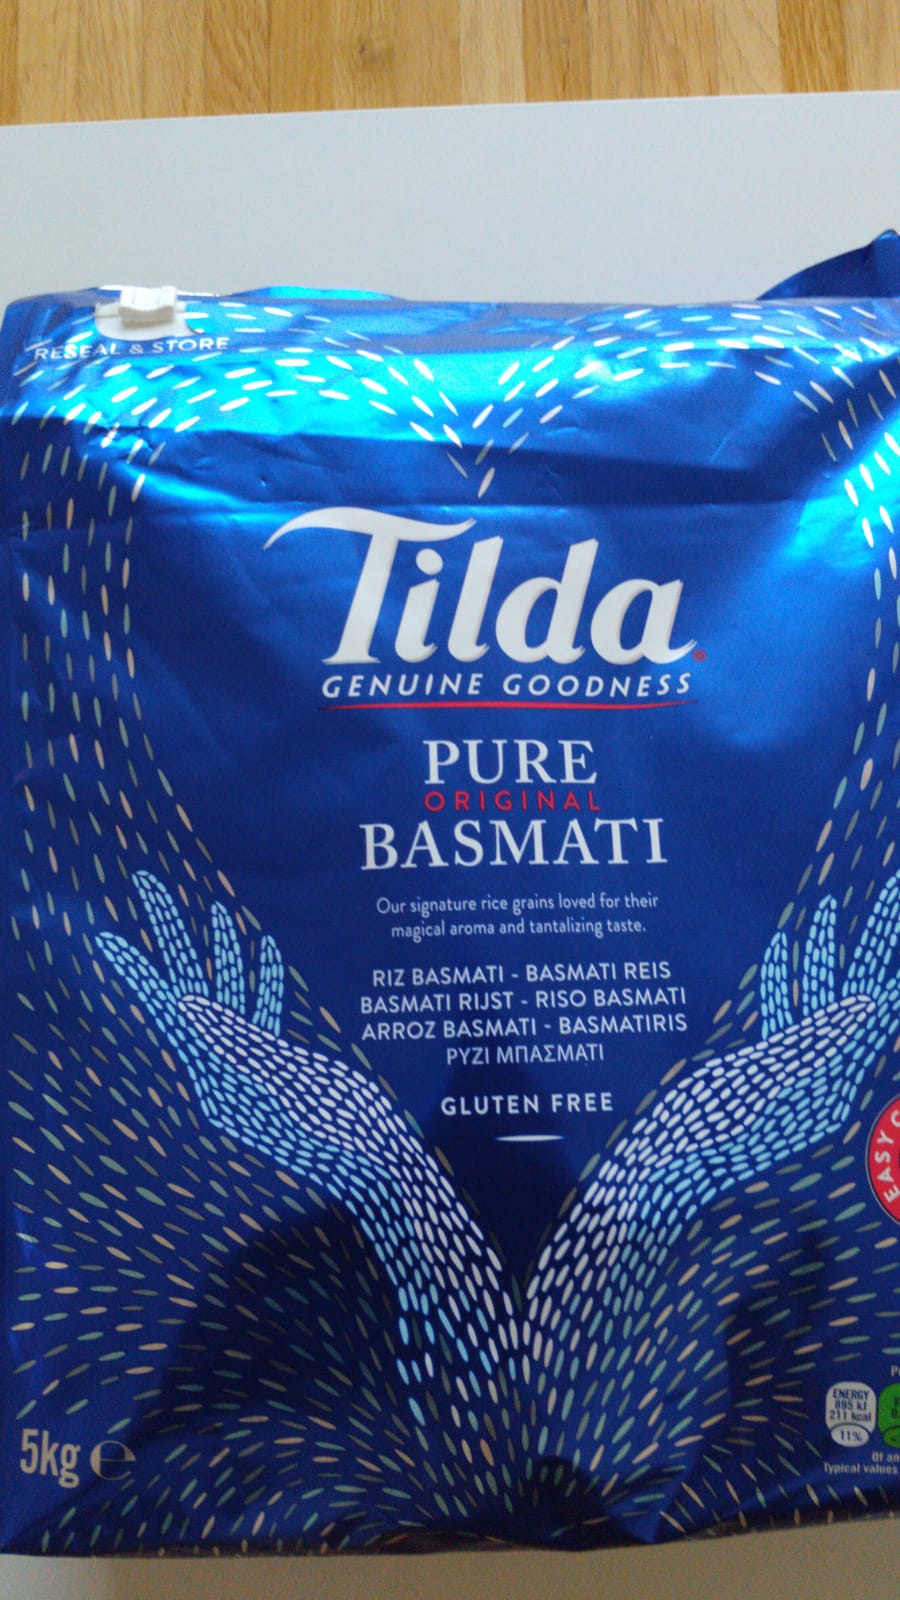 RESEAL & STORE
Tilda®
GENUINE GOODNESS
PURE
ORIGINAL
BASMATI
Our signature rice grains loved for their
magical aroma and tantalizing taste.
RIZ BASMATI - BASMATI REIS
BASMATI RIJST - RISO BASMATI
ARROZ BASMATI - BASMATIRIS
ΡΥΖΙ ΜΠΑΣΜΑΤΙ
GLUTEN FREE
EASY
ENERGY
895 kJ
211 kcal
11%
Typical values
5kg ℮